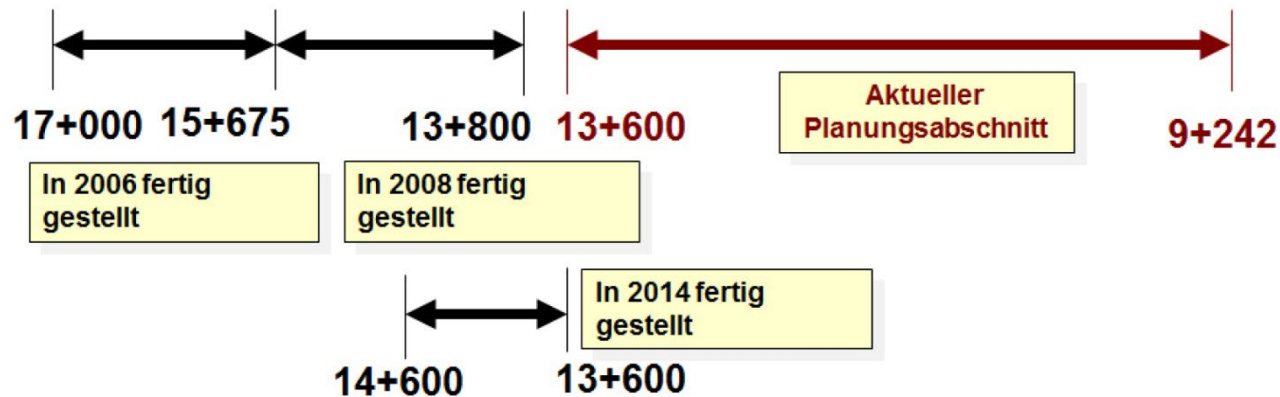 17+000
15+675
13+800
13+600
Aktueller
Planungsabschnitt
9+242
In 2006 fertig
gestellt
In 2008 fertig
gestellt
In 2014 fertig
gestellt
14+600
13+600